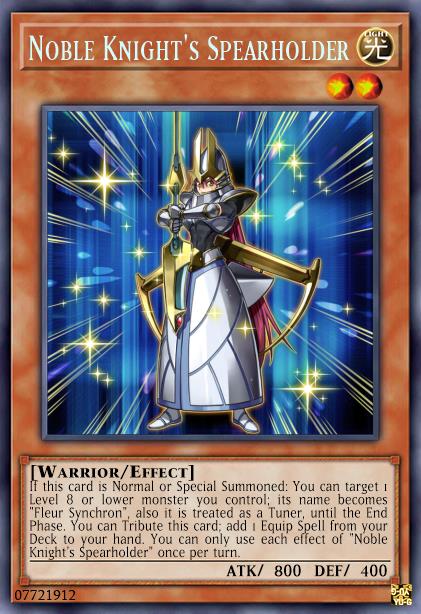 Noble Knight's Spearholder
LIGHT
光
[Warrior/Effect]
If this card is Normal or Special Summoned: You can target 1
Level 8 or lower monster you control; its name becomes
"Fleur Synchron", also it is treated as a Tuner, until the End
Phase. You can Tribute this card; add 1 Equip Spell from your
Deck to your hand. You can only use each effect of "Noble
Knight's Spearholder" once per turn.
ATK/ 800 DEF/ 400
07721912